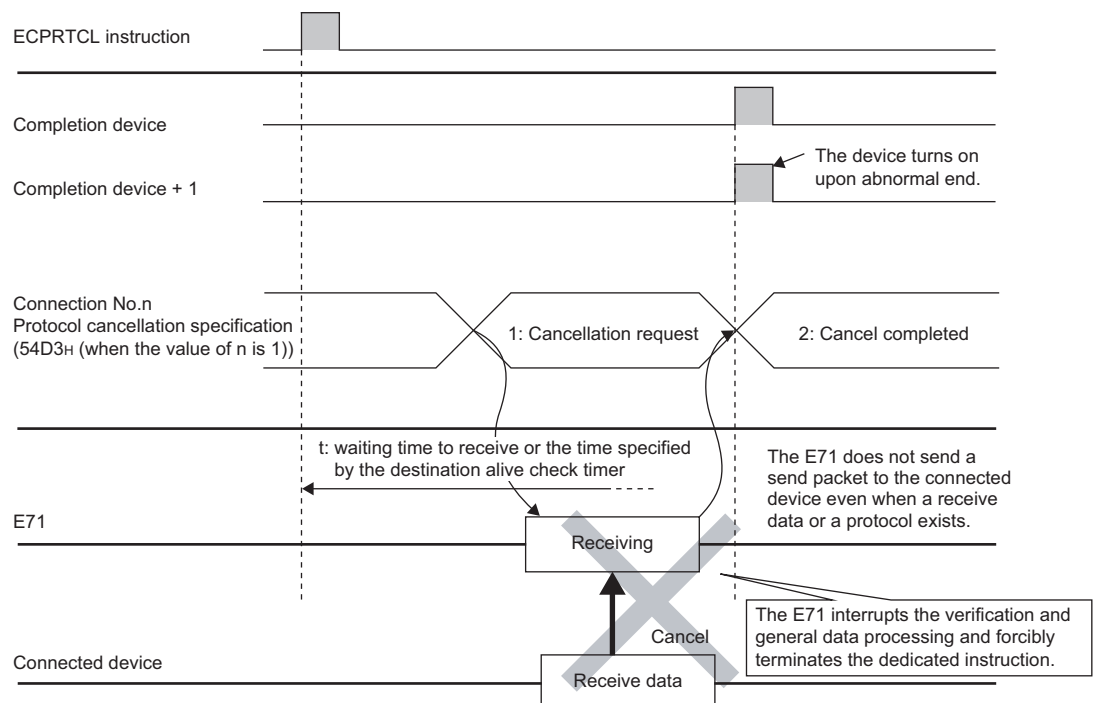 ECPRTCL instruction
Completion device
The device turns on
upon abnormal end.
Completion device + 1
Connection No.n
Protocol cancellation specification
(54D3H (when the value of n is 1))
1: Cancellation request
2: Cancel completed
t: waiting time to receive or the time specified
by the destination alive check timer
The E71 does not send a
send packet to the connected
device even when a receive
data or a protocol exists.
E71
Receiving
The E71 interrupts the verification and
general data processing and forcibly
terminates the dedicated instruction.
Cancel
Connected device
Receive data